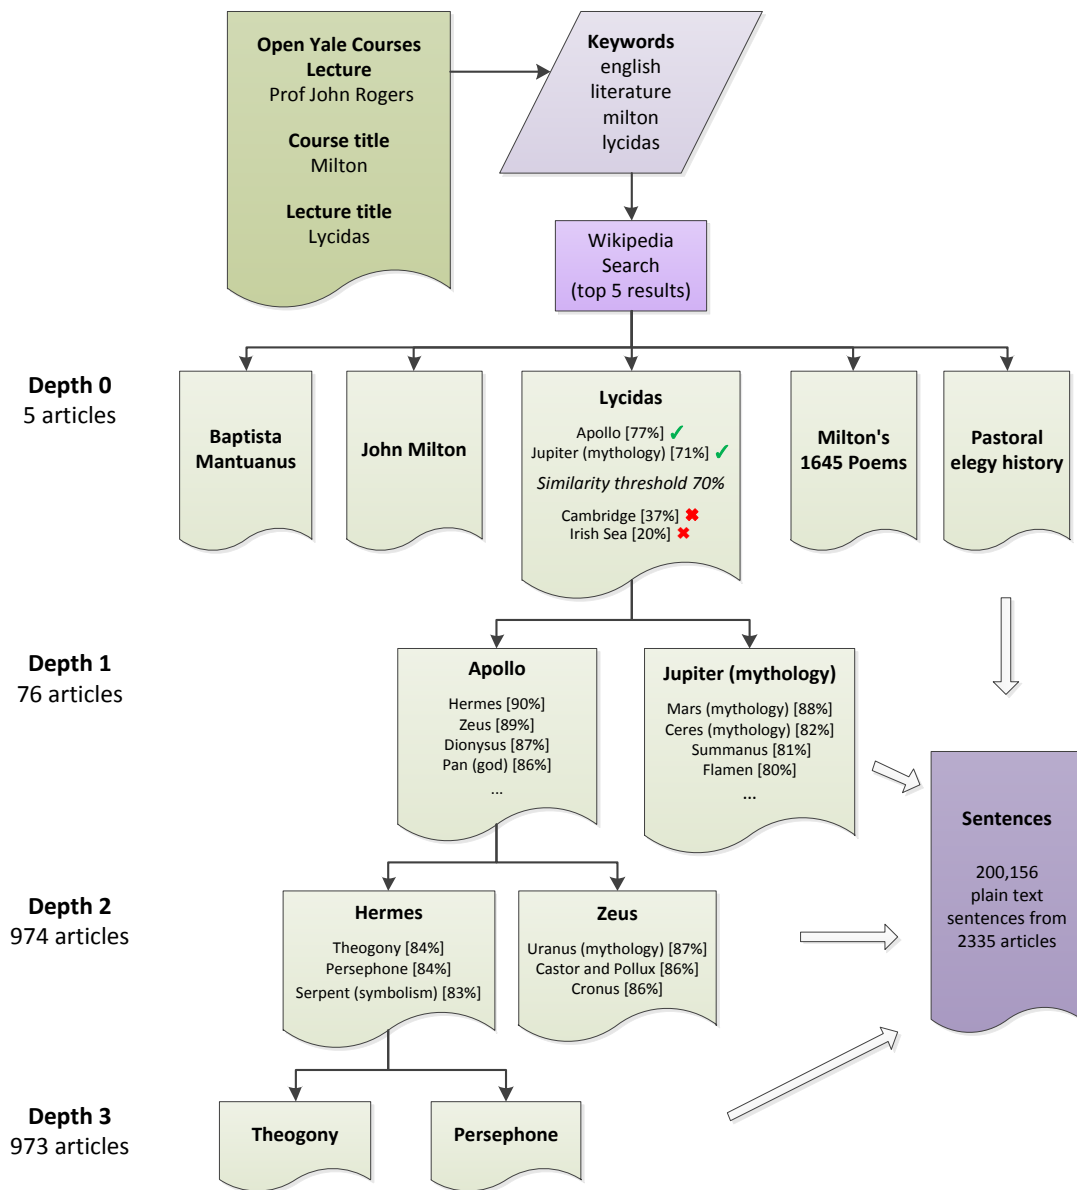 Open Yale Courses
Lecture
Prof John Rogers
Course title
Milton
Lecture title
Lycidas
Keywords
english
literature
milton
lycidas
Wikipedia
Search
(top 5 results)
Depth 0
5 articles
Baptista
Mantuanus
John Milton
Lycidas
Apollo [77%] ✓
Jupiter (mythology) [71%] ✓
Similarity threshold 70%
Cambridge [37%] ✖
Irish Sea [20%] ✖
Milton's
1645 Poems
Pastoral
elegy history
Depth 1
76 articles
Apollo
Hermes [90%]
Zeus [89%]
Dionysus [87%]
Pan (god) [86%]
...
Jupiter (mythology)
Mars (mythology) [88%]
Ceres (mythology) [82%]
Summanus [81%]
Flamen [80%]
...
Sentences
200,156
plain text
sentences from
2335 articles
Depth 2
974 articles
Hermes
Theogony [84%]
Persephone [84%]
Serpent (symbolism) [83%]
Zeus
Uranus (mythology) [87%]
Castor and Pollux [86%]
Cronus [86%]
Depth 3
973 articles
Theogony
Persephone